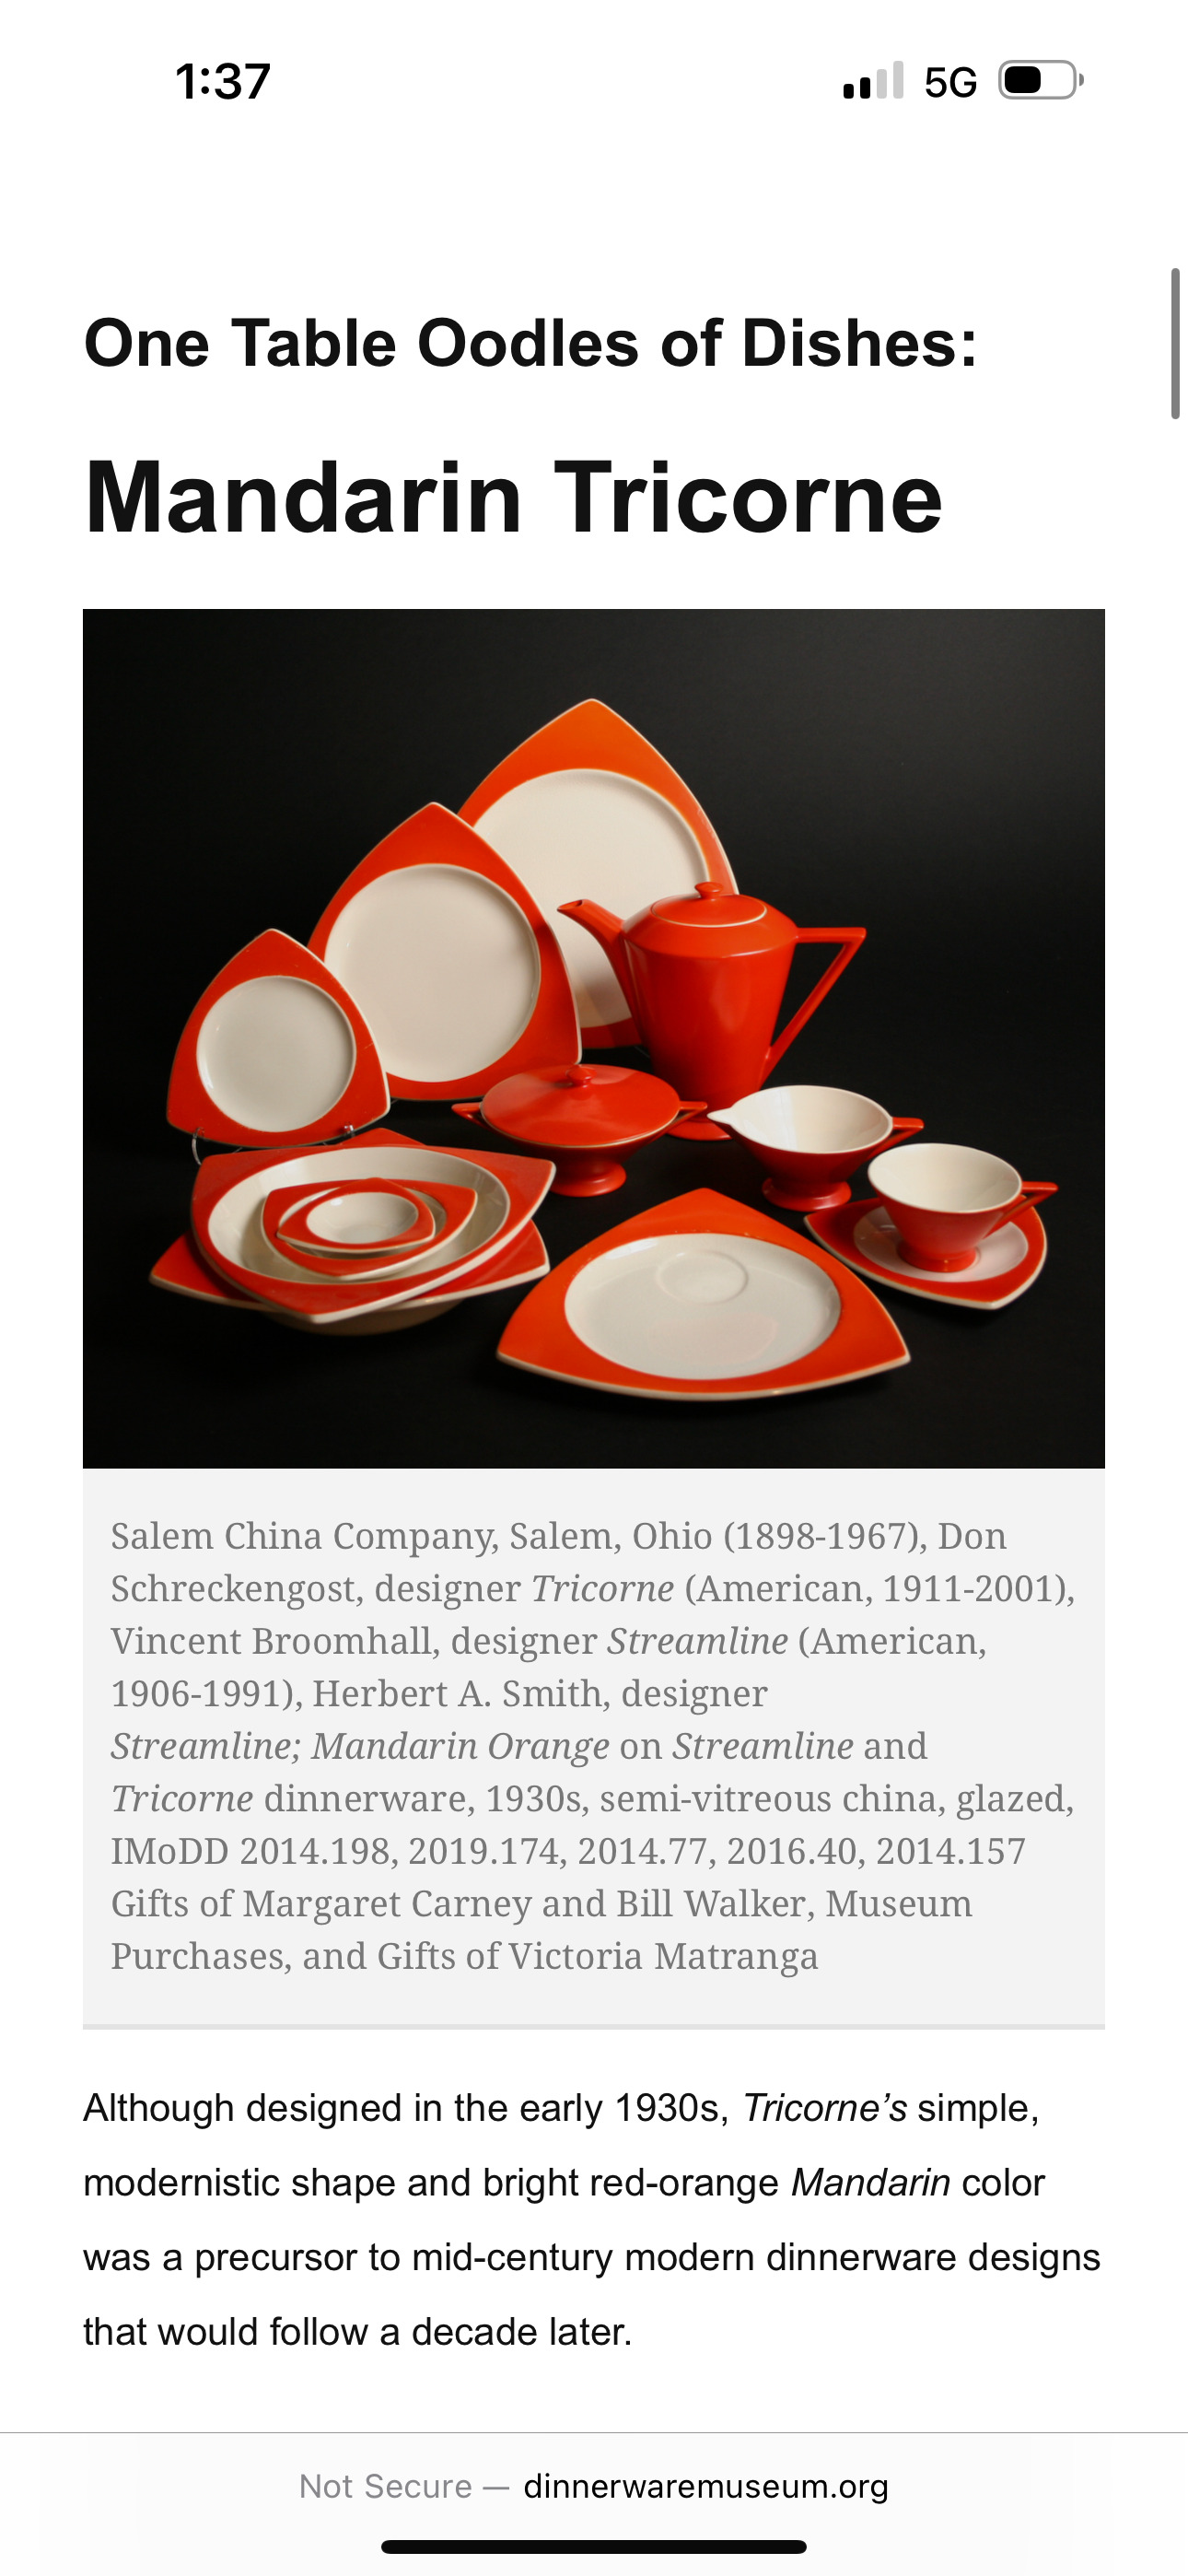 1:37
5G
One Table Oodles of Dishes:
Mandarin Tricorne
Salem China Company, Salem, Ohio (1898-1967), Don
Schreckengost, designer Tricorne (American, 1911-2001),
Vincent Broomhall, designer Streamline (American,
1906-1991), Herbert A. Smith, designer
Streamline; Mandarin Orange on Streamline and
Tricorne dinnerware, 1930s, semi-vitreous china, glazed,
IMoDD 2014.198, 2019.174, 2014.77, 2016.40, 2014.157
Gifts of Margaret Carney and Bill Walker, Museum
Purchases, and Gifts of Victoria Matranga
Although designed in the early 1930s, Tricorne’s simple,
modernistic shape and bright red-orange Mandarin color
was a precursor to mid-century modern dinnerware designs
that would follow a decade later.
Not Secure — dinnerwaremuseum.org